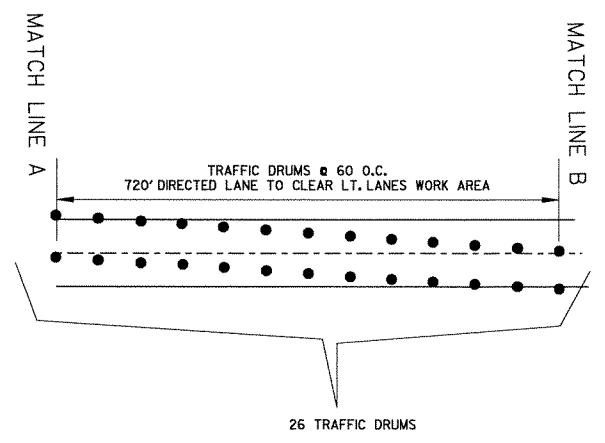 MATCH LINE A
MATCH LINE B
TRAFFIC DRUMS @ 60 O.C.
720' DIRECTED LANE TO CLEAR LT. LANES WORK AREA
26 TRAFFIC DRUMS